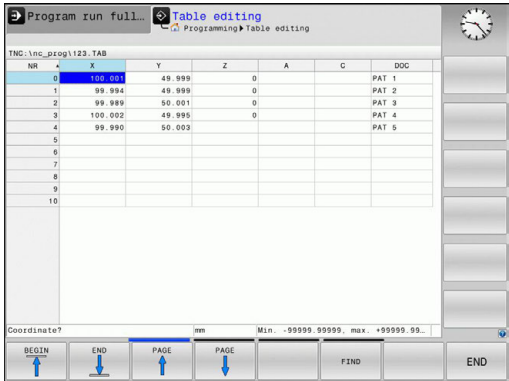 Program run full… Table editing
Programming▶Table editing
TNC:\nc_prog\123.TAB
NR X Y Z A C DOC
0 100.001 49.999 0 PAT 1
1 99.994 49.999 0 PAT 2
2 99.989 50.001 0 PAT 3
3 100.002 49.995 0 PAT 4
4 99.990 50.003 PAT 5
5
6
7
8
9
10
Coordinate? mm Min. -99999.99999, max. +99999.99…
BEGIN END PAGE PAGE FIND END